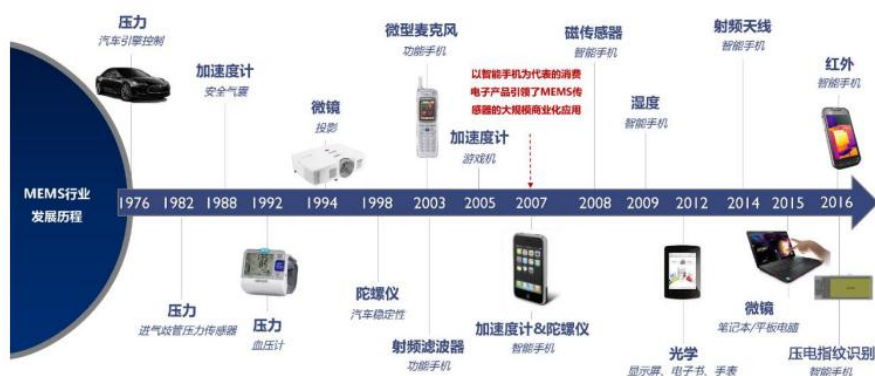 压力
汽车引擎控制
加速度计
安全气囊
微镜
投影
微型麦克风
功能手机
加速度计
游戏机
以智能手机为代表的消费
电子产品引领了MEMS传
感器的大规模商业化应用
磁传感器
智能手机
湿度
智能手机
射频天线
智能手机
红外
智能手机
MEMS行业
发展历程
1976 1982 1988 1992 1994 1998 2003 2005 2007 2008 2009 2012 2014 2015 2016
压力
进气歧管压力传感器
压力
血压计
陀螺仪
汽车稳定性
射频滤波器
功能手机
加速度计&陀螺仪
智能手机
光学
显示屏、电子书、手表
微镜
笔记本/平板电脑
压电指纹识别
智能手机